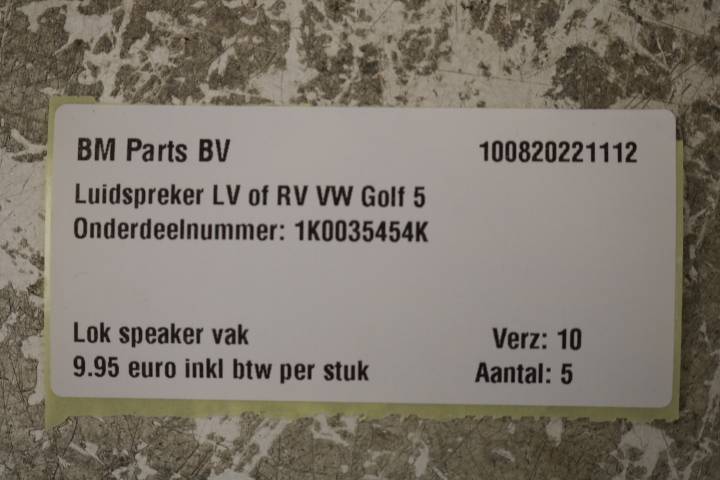 BM Parts BV 100820221112
Luidspreker LV of RV VW Golf 5
Onderdeelnummer: 1K0035454K
Lok speaker vak Verz: 10
9.95 euro inkl btw per stuk Aantal: 5